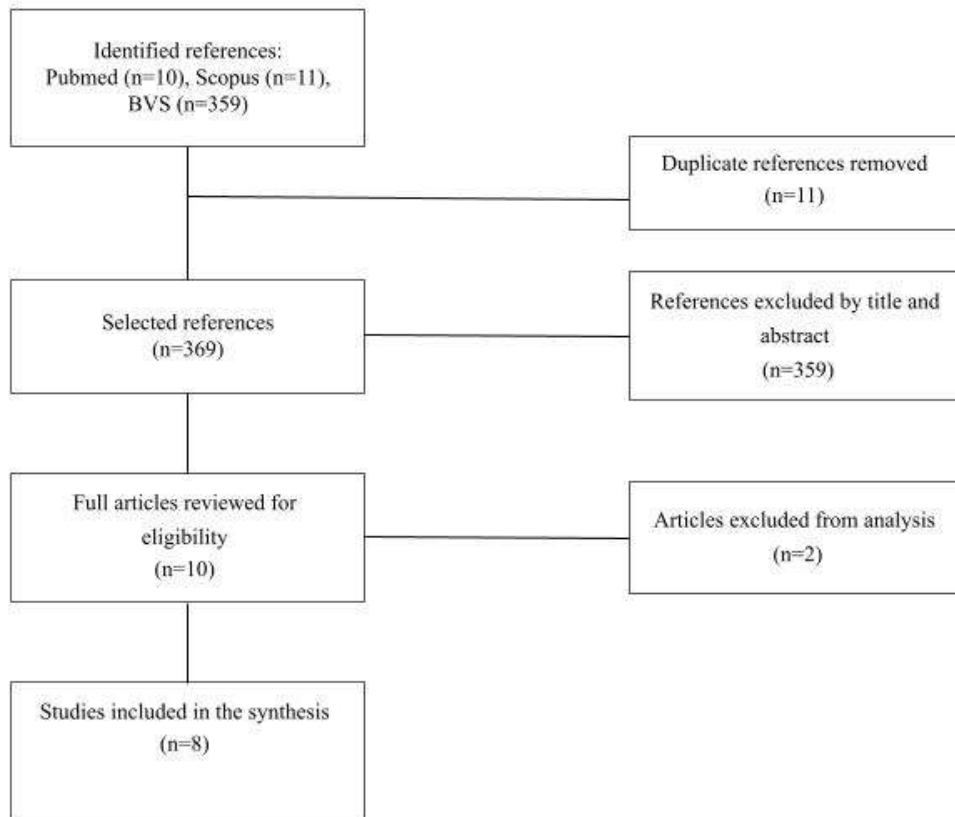 Identified references:
Pubmed (n=10), Scopus (n=11),
BVS (n=359)
Duplicate references removed
(n=11)
Selected references
(n=369)
References excluded by title and
abstract
(n=359)
Full articles reviewed for
eligibility
(n=10)
Articles excluded from analysis
(n=2)
Studies included in the synthesis
(n=8)